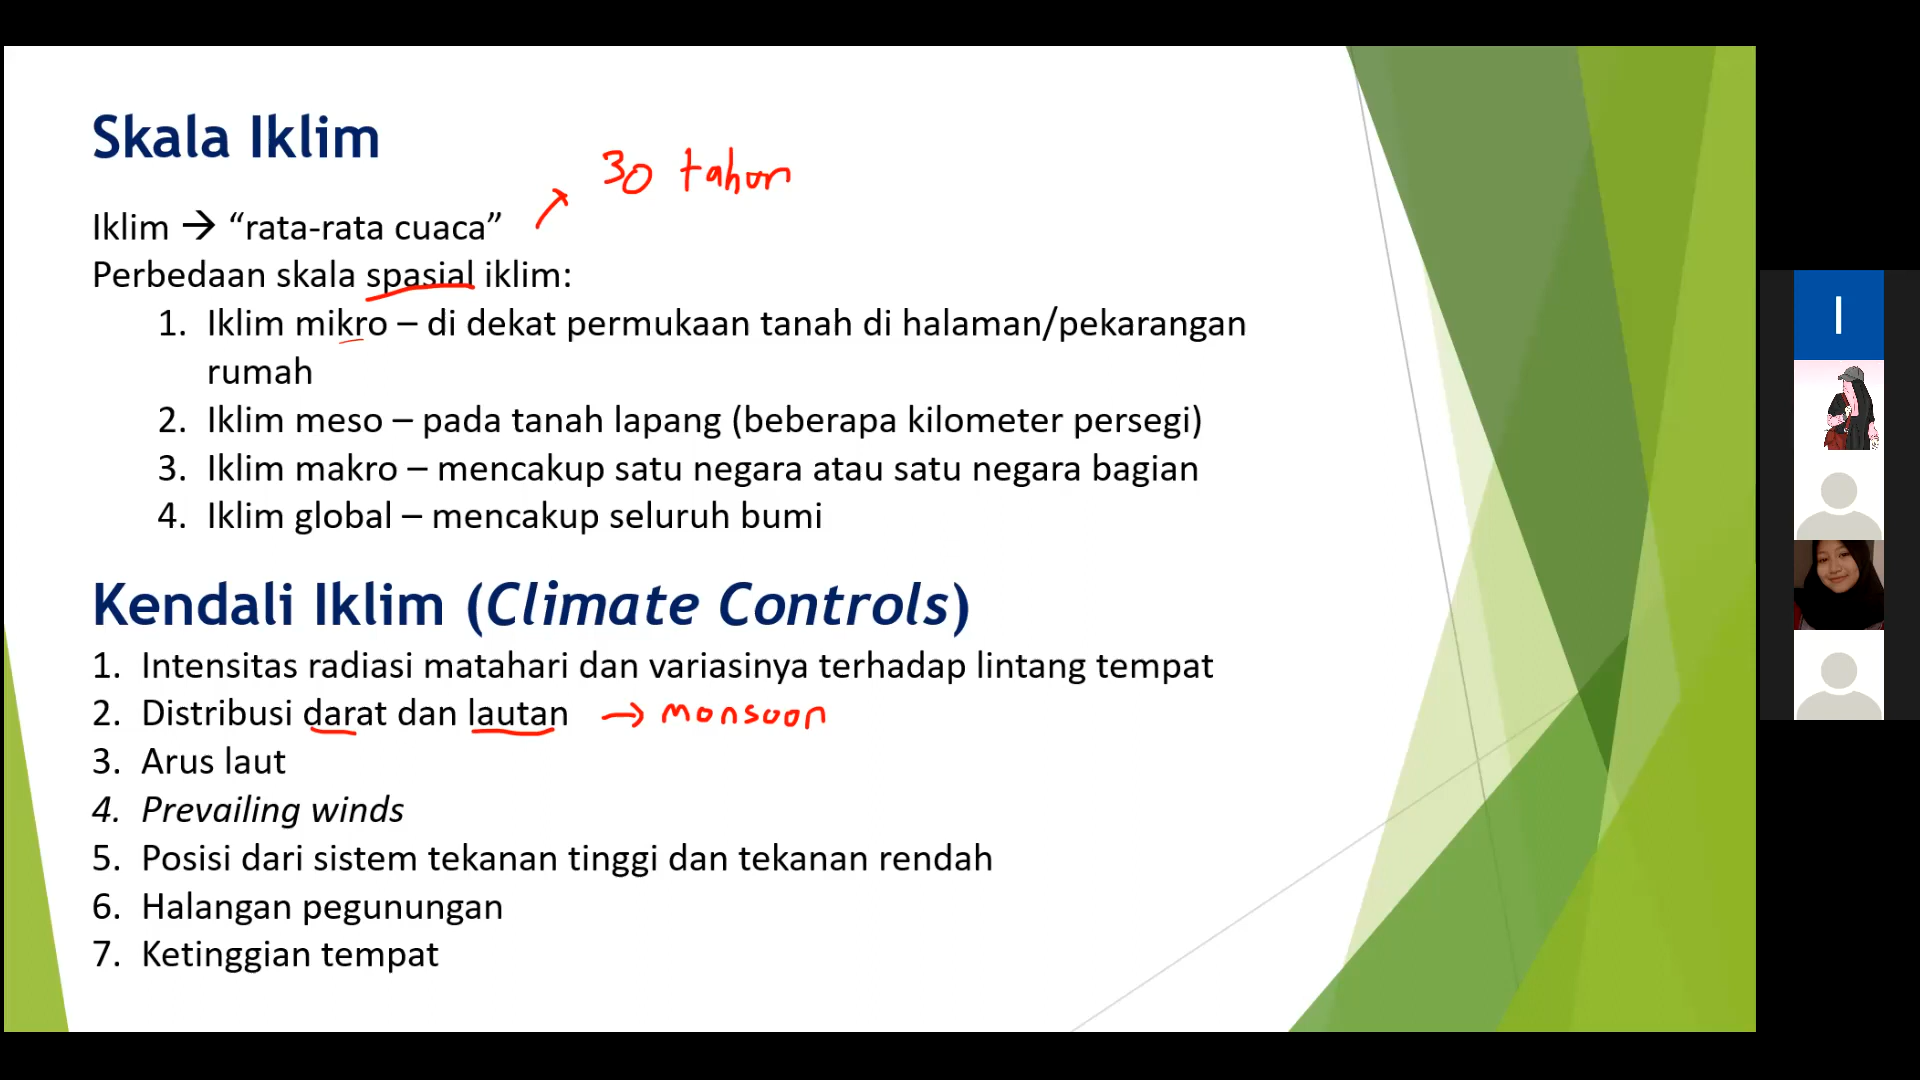 Skala Iklim
30 tahun
Iklim → “rata-rata cuaca”
Perbedaan skala spasial iklim:
1. Iklim mikro – di dekat permukaan tanah di halaman/pekarangan
rumah
2. Iklim meso – pada tanah lapang (beberapa kilometer persegi)
3. Iklim makro – mencakup satu negara atau satu negara bagian
4. Iklim global – mencakup seluruh bumi
Kendali Iklim (Climate Controls)
1. Intensitas radiasi matahari dan variasinya terhadap lintang tempat
2. Distribusi darat dan lautan → monsoon
3. Arus laut
4. Prevailing winds
5. Posisi dari sistem tekanan tinggi dan tekanan rendah
6. Halangan pegunungan
7. Ketinggian tempat
I